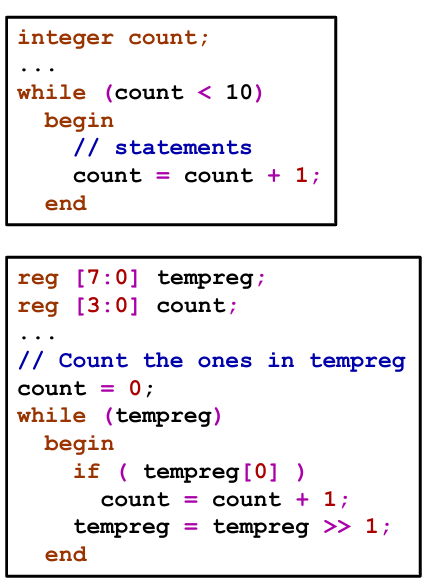 integer count;
...
while (count < 10)
begin
// statements
count = count + 1;
end
reg [7:0] tempreg;
reg [3:0] count;
...
// Count the ones in tempreg
count = 0;
while (tempreg)
begin
if ( tempreg[0] )
count = count + 1;
tempreg = tempreg >> 1;
end